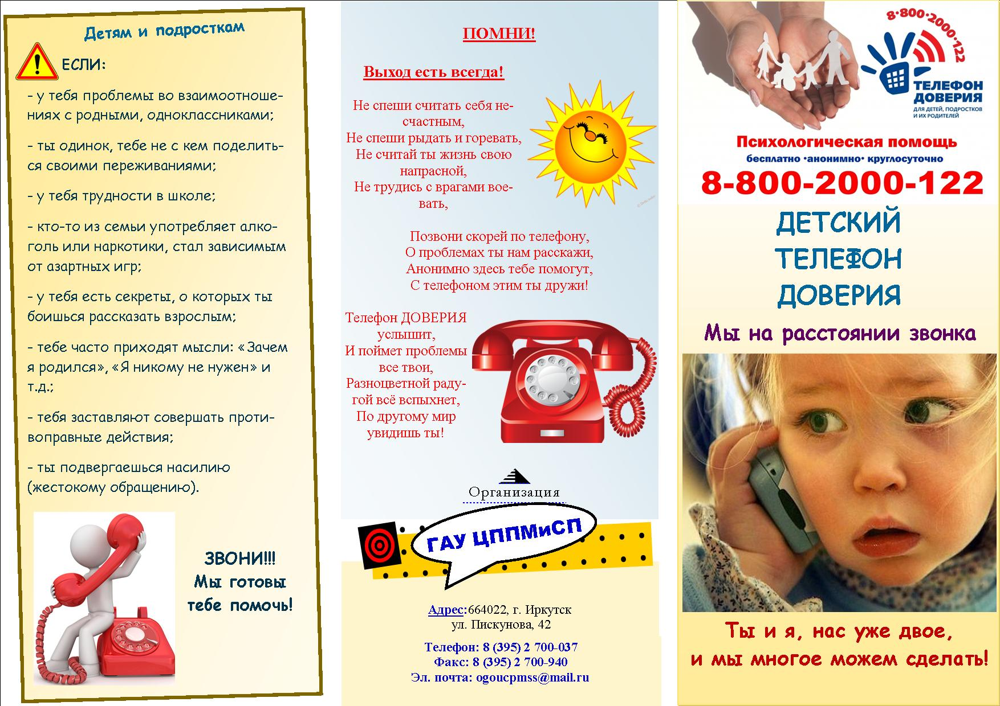 Детям и подросткам
ЕСЛИ:
- у тебя проблемы во взаимоотноше-
ниях с родными, одноклассниками;
- ты одинок, тебе не с кем поделить-
ся своими переживаниями;
- у тебя трудности в школе;
- кто-то из семьи употребляет алко-
голь или наркотики, стал зависимым
от азартных игр;
- у тебя есть секреты, о которых ты
боишься рассказать взрослым;
- тебе часто приходят мысли: «Зачем
я родился», «Я никому не нужен» и
т.д.;
- тебя заставляют совершать проти-
воправные действия;
- ты подвергаешься насилию
(жестокому обращению).
ЗВОНИ!!!
Мы готовы
тебе помочь!
ПОМНИ!
Выход есть всегда!
Не спеши считать себя не-
счастным,
Не спеши рыдать и горевать,
Не считай ты жизнь свою
напрасной,
Не трудись с врагами вое-
вать,
Позвони скорей по телефону,
О проблемах ты нам расскажи,
Анонимно здесь тебе помогут,
С телефоном этим ты дружи!
Телефон ДОВЕРИЯ
услышит,
И поймет проблемы
все твои,
Разноцветной раду-
гой всё вспыхнет,
По другому мир
увидишь ты!
Организация
ГАУ ЦППМиСП
Адрес:664022, г. Иркутск
ул. Пискунова, 42
Телефон: 8 (395) 2 700-037
Факс: 8 (395) 2 700-940
Эл. почта: ogoucpmss@mail.ru
8·800·2000·122
ТЕЛЕФОН
ДОВЕРИЯ
ДЛЯ ДЕТЕЙ, ПОДРОСТКОВ
И ИХ РОДИТЕЛЕЙ
Психологическая помощь
бесплатно •анонимно• круглосуточно
8-800-2000-122
ДЕТСКИЙ
ТЕЛЕФОН
ДОВЕРИЯ
Мы на расстоянии звонка
Ты и я, нас уже двое,
и мы многое можем сделать!